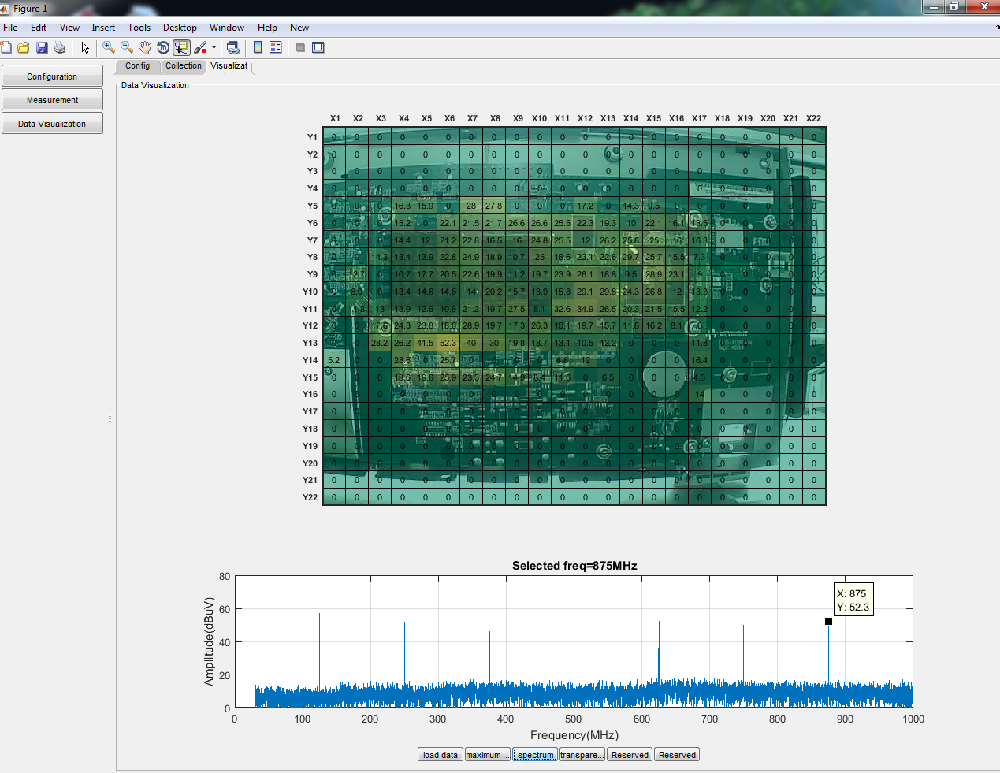 Figure 1
File Edit View Insert Tools Desktop Window Help New
Config Collection Visualizat
Configuration
Measurement
Data Visualization
Data Visualization
X1 X2 X3 X4 X5 X6 X7 X8 X9 X10 X11 X12 X13 X14 X15 X16 X17 X18 X19 X20 X21 X22
Y1 0 0 0 0 0 0 0 0 0 0 0 0 0 0 0 0 0 0 0 0 0 0
Y2 0 0 0 0 0 0 0 0 0 0 0 0 0 0 0 0 0 0 0 0 0 0
Y3 0 0 0 0 0 0 0 0 0 0 0 0 0 0 0 0 0 0 0 0 0 0
Y4 0 0 0 0 0 0 0 0 0 0 0 0 0 0 0 0 0 0 0 0 0 0
Y5 0 0 0 16.3 15.9 0 28 27.8 0 0 0 17.2 0 14.3 9.5 0 0 0 0 0 0 0
Y6 0 0 0 15.2 0 22.1 21.5 21.7 26.6 26.6 25.5 22.3 19.3 10 22.1 16.1 13.5 0 0 0 0 0
Y7 0 0 0 14.4 12 21.2 22.8 16.5 16 24.8 25.5 12 26.2 25.8 25 16 16.3 0 0 0 0 0
Y8 0 0 14.3 13.4 13.9 22.8 24.9 18.9 10.7 25 18.6 23.1 22.6 29.7 25.7 15.5 7.3 0 0 0 0 0
Y9 0 12.7 0 10.7 17.7 20.5 22.6 19.9 11.2 19.7 23.9 26.1 18.8 9.5 28.9 23.1 9 0 0 0 0 0
Y10 0 6.9 0 13.4 14.6 14.6 14 20.2 15.7 13.9 15.8 29.1 29.8 24.3 26.8 12 13.3 0 0 0 0 0
Y11 0 11.8 13 13.9 12.6 10.6 21.2 19.7 27.5 8.1 32.6 34.9 26.5 20.3 21.5 15.5 12.2 0 0 0 0 0
Y12 0 0 17.6 24.3 23.8 18.6 28.9 19.7 17.3 26.3 10.1 19.7 15.7 11.8 16.2 8.1 0 0 0 0 0 0
Y13 0 0 28.2 26.2 41.5 52.3 40 30 19.8 18.7 13.1 10.5 12.2 0 0 0 11.8 0 0 0 0 0
Y14 5.2 0 0 28.5 0 25.7 0 0 0 0 8.8 12 0 0 0 0 16.4 0 0 0 0 0
Y15 0 0 0 18.6 19.6 25.9 23.3 24.7 14.9 8.4 11.6 0 6.5 0 0 0 4.3 0 0 0 0 0
Y16 0 0 0 0 0 0 0 0 0 0 0 0 0 0 0 0 14 0 0 0 0 0
Y17 0 0 0 0 0 0 0 0 0 0 0 0 0 0 0 0 0 0 0 0 0 0
Y18 0 0 0 0 0 0 0 0 0 0 0 0 0 0 0 0 0 0 0 0 0 0
Y19 0 0 0 0 0 0 0 0 0 0 0 0 0 0 0 0 0 0 0 0 0 0
Y20 0 0 0 0 0 0 0 0 0 0 0 0 0 0 0 0 0 0 0 0 0 0
Y21 0 0 0 0 0 0 0 0 0 0 0 0 0 0 0 0 0 0 0 0 0 0
Y22 0 0 0 0 0 0 0 0 0 0 0 0 0 0 0 0 0 0 0 0 0 0
Selected freq=875MHz
Amplitude(dBuV)
80
60
40
20
0
X: 875
Y: 52.3
0 100 200 300 400 500 600 700 800 900 1000
Frequency(MHz)
load data maximum ... spectrum transpare... Reserved Reserved